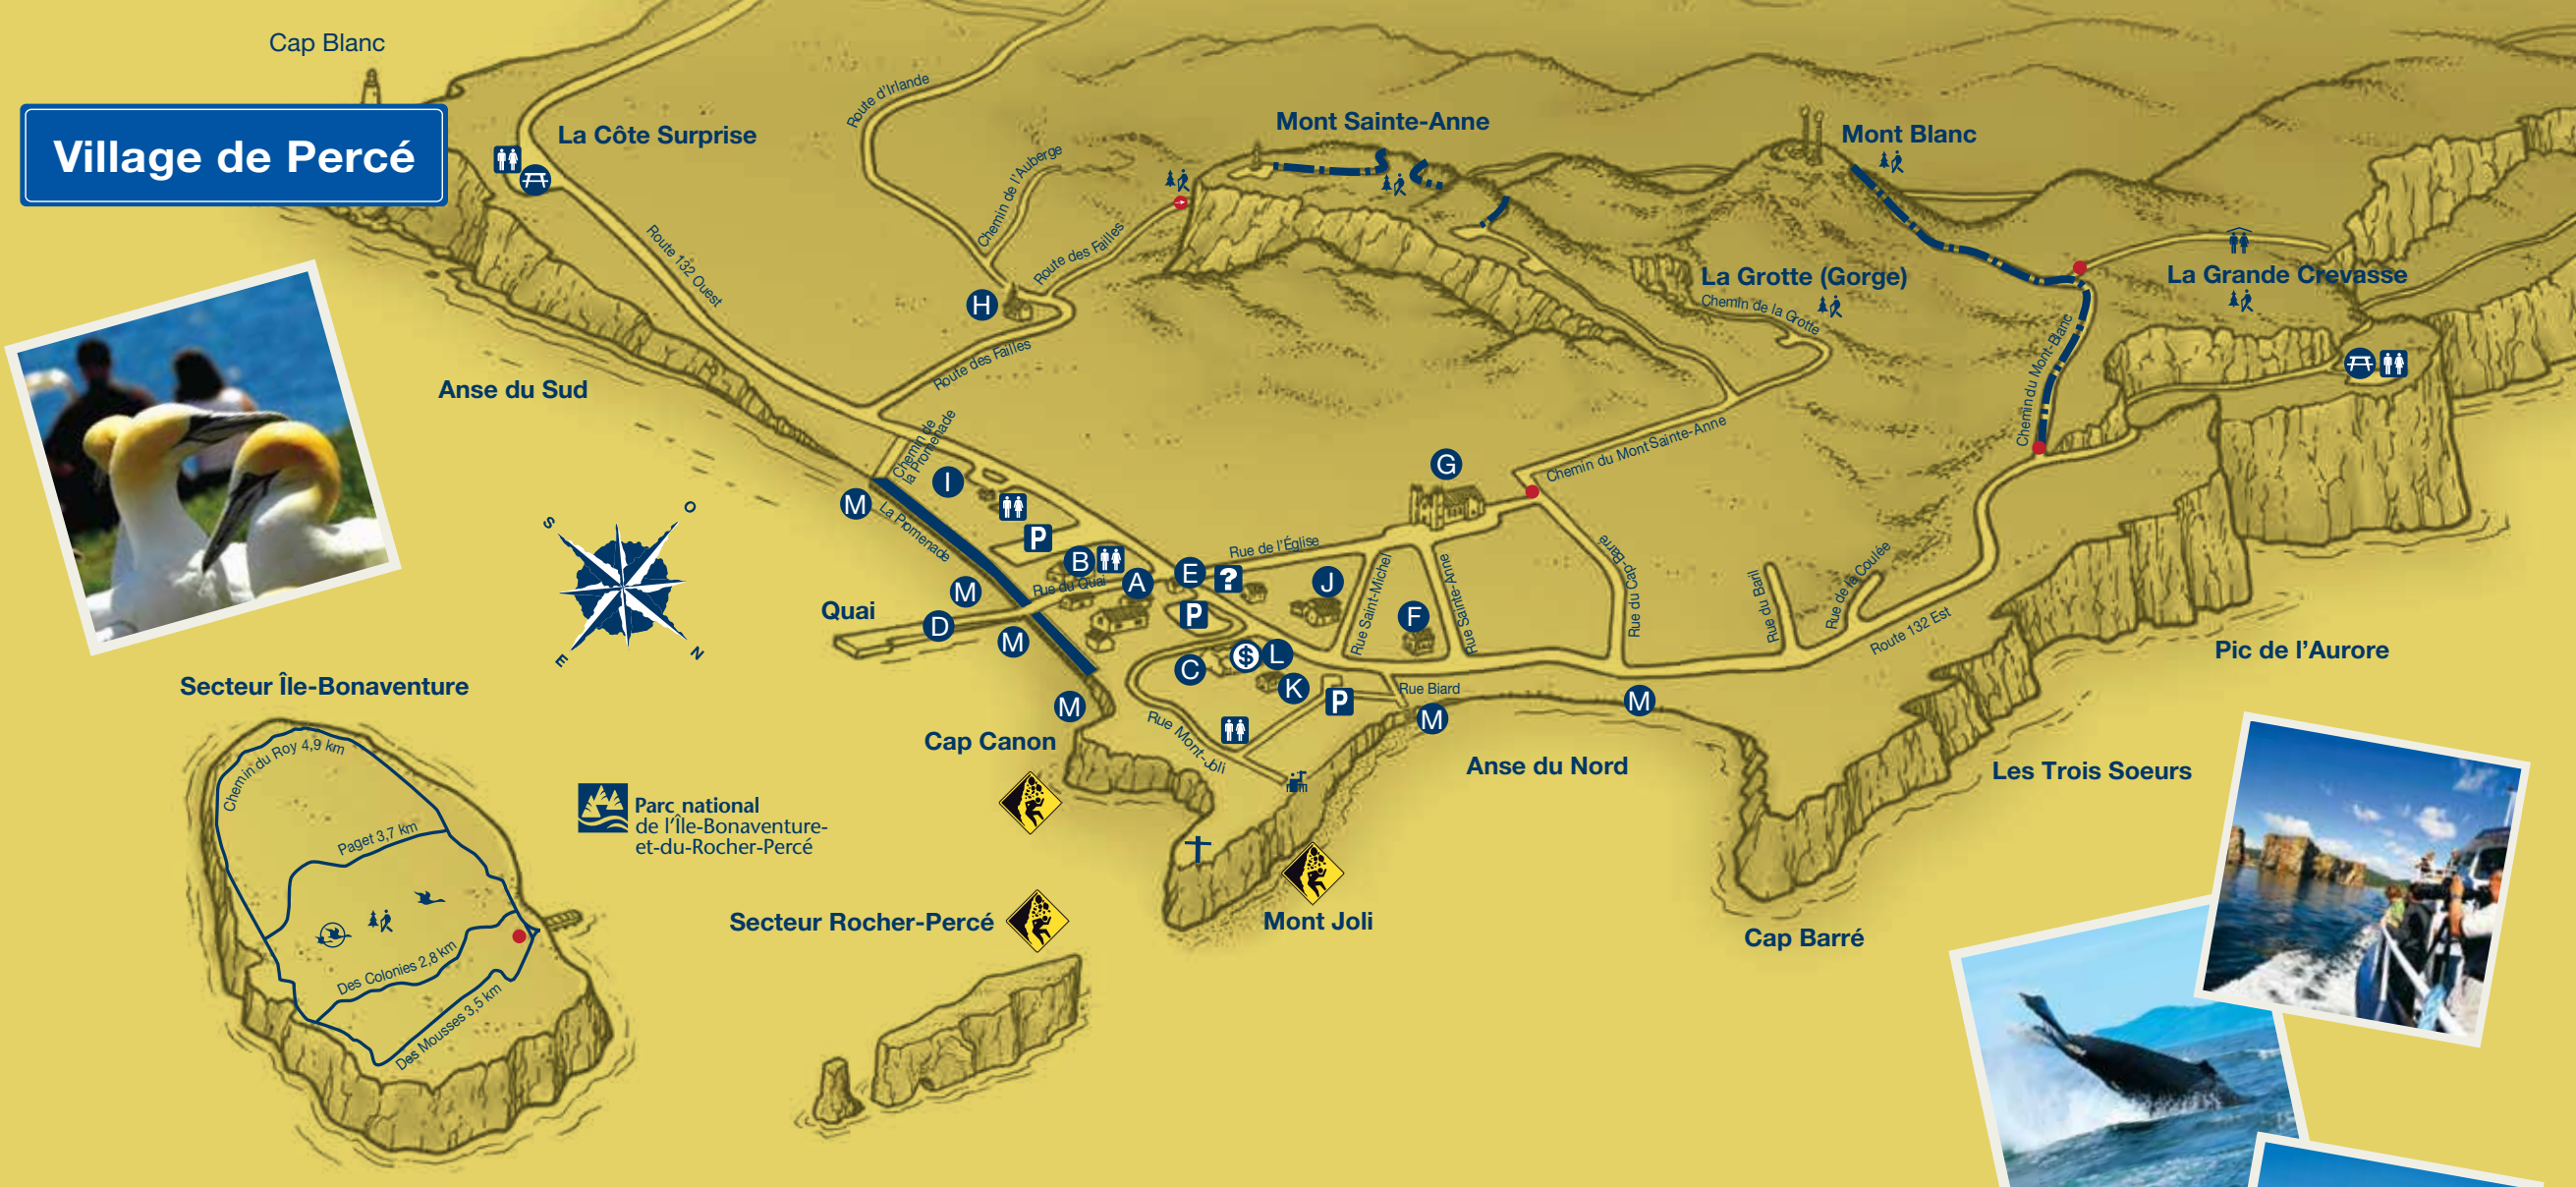 Cap Blanc
Village de Percé
La Côte Surprise
Route d'Irlande
Chemin de l'Auberge
Route des Failles
Route 132 Ouest
Mont Sainte-Anne
Mont Blanc
La Grotte (Gorge)
Chemin de la Grotte
La Grande Crevasse
Chemin du Mont-Blanc
H
Route des Failles
Anse du Sud
Chemin de
la Promenade
I
M
La Promenade
P
B
Rue du Quai
A
E
?
Rue de l'Église
G
Chemin du Mont Sainte-Anne
J
Rue Saint-Michel
F
Rue Sainte-Anne
Rue du Cap-Barré
Rue du Baril
Rue de la Coulée
Route 132 Est
Pic de l'Aurore
S
O
E
N
M
Quai
D
M
P
C
$
L
K
P
Rue Biard
M
M
M
Rue Mont-Joli
Cap Canon
Anse du Nord
Les Trois Soeurs
Secteur Île-Bonaventure
Chemin du Roy 4,9 km
Paget 3,7 km
Des Colonies 2,8 km
Des Mousses 3,5 km
Parc national
de l'Île-Bonaventure-
et-du-Rocher-Percé
Secteur Rocher-Percé
Mont Joli
Cap Barré